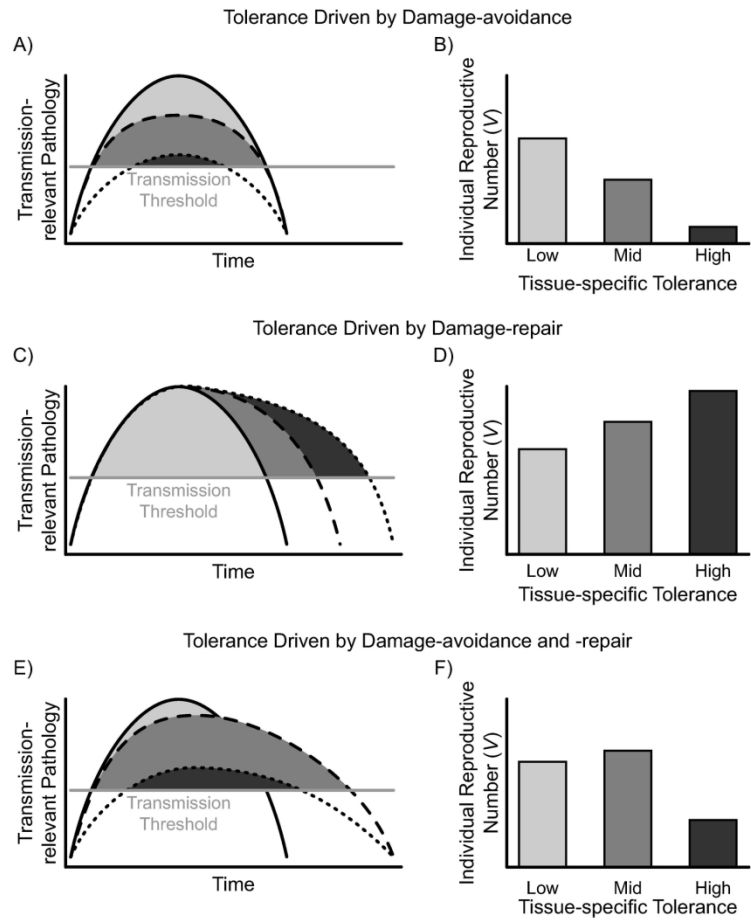 Tolerance Driven by Damage-avoidance
A)
Transmission-
relevant Pathology
Transmission
Threshold
Time
B)
Individual Reproductive
Number (V)
Low Mid High
Tissue-specific Tolerance
Tolerance Driven by Damage-repair
C)
Transmission-
relevant Pathology
Transmission
Threshold
Time
D)
Individual Reproductive
Number (V)
Low Mid High
Tissue-specific Tolerance
Tolerance Driven by Damage-avoidance and -repair
E)
Transmission-
relevant Pathology
Transmission
Threshold
Time
F)
Individual Reproductive
Number (V)
Low Mid High
Tissue-specific Tolerance